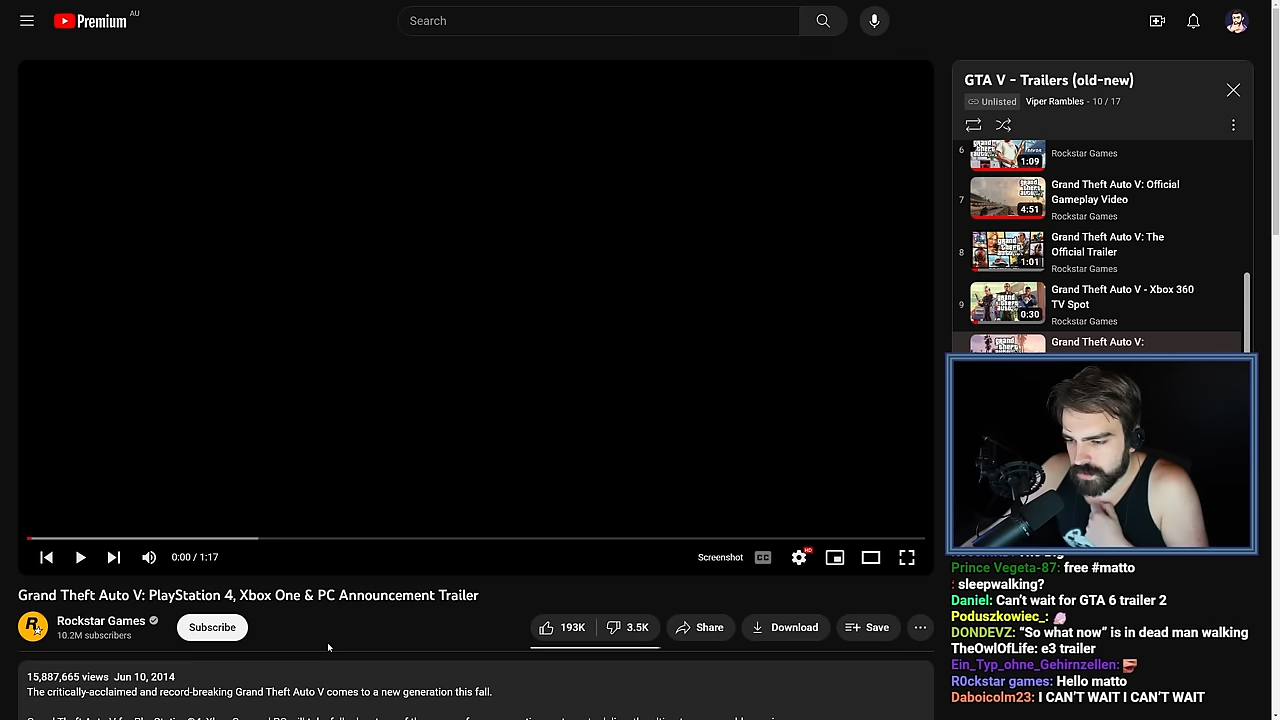 Premium AU
Search
GTA V - Trailers (old-new)
Unlisted Viper Rambles - 10 / 17
6
1:09
Rockstar Games
7
4:51
Grand Theft Auto V: Official
Gameplay Video
Rockstar Games
8
1:01
Grand Theft Auto V: The
Official Trailer
Rockstar Games
9
0:30
Grand Theft Auto V - Xbox 360
TV Spot
Rockstar Games
Grand Theft Auto V:
0:00 / 1:17
Screenshot
CC
HD
Grand Theft Auto V: PlayStation 4, Xbox One & PC Announcement Trailer
Rockstar Games
10.2M subscribers
Subscribe
193K
3.5K
Share
Download
Save
15,887,665 views Jun 10, 2014
The critically-acclaimed and record-breaking Grand Theft Auto V comes to a new generation this fall.
Prince Vegeta-87: free #matto
: sleepwalking?
Daniel: Can't wait for GTA 6 trailer 2
Poduszkowiec_:
DONDEVZ: “So what now” is in dead man walking
TheOwlOfLife: e3 trailer
Ein_Typ_ohne_Gehirnzellen:
R0ckstar games: Hello matto
Daboicolm23: I CAN'T WAIT I CAN'T WAIT